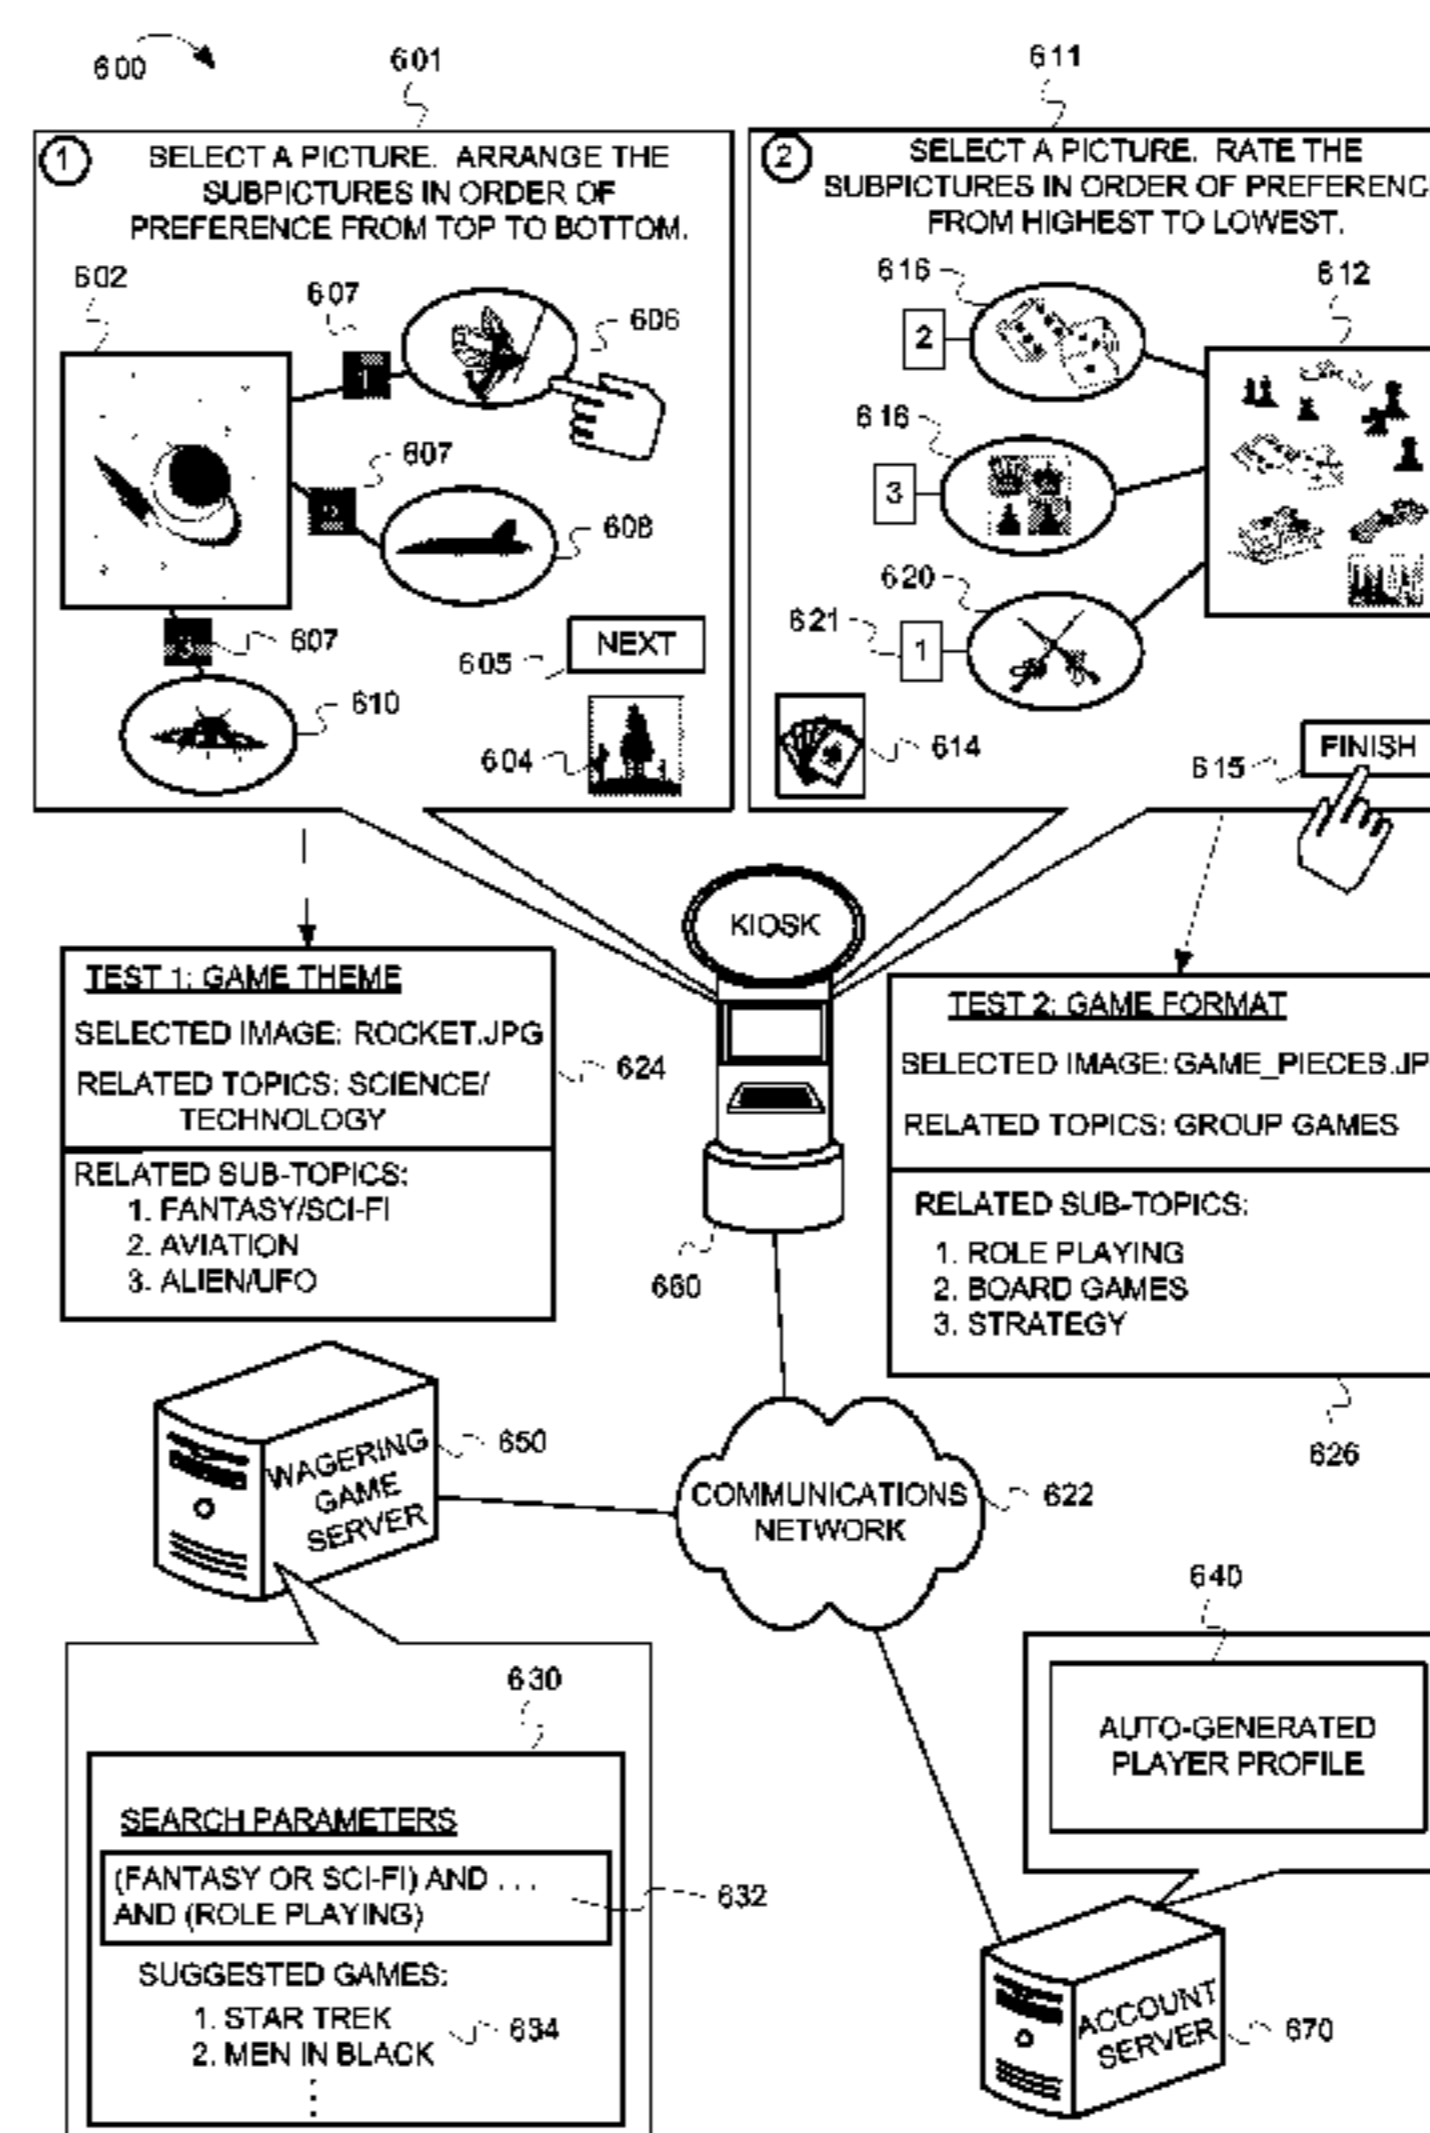 600
601
611
1 SELECT A PICTURE. ARRANGE THE
SUBPICTURES IN ORDER OF
PREFERENCE FROM TOP TO BOTTOM.
602
607
1
606
607
2
608
3
607
610
605
NEXT
604
2 SELECT A PICTURE. RATE THE
SUBPICTURES IN ORDER OF PREFERENC
FROM HIGHEST TO LOWEST.
616
612
2
616
3
620
621
1
614
615
FINISH
KIOSK
660
TEST 1: GAME THEME
SELECTED IMAGE: ROCKET.JPG
RELATED TOPICS: SCIENCE/
TECHNOLOGY
624
RELATED SUB-TOPICS:
1. FANTASY/SCI-FI
2. AVIATION
3. ALIEN/UFO
TEST 2: GAME FORMAT
SELECTED IMAGE: GAME_PIECES.JP
RELATED TOPICS: GROUP GAMES
RELATED SUB-TOPICS:
1. ROLE PLAYING
2. BOARD GAMES
3. STRATEGY
626
WAGERING
GAME
SERVER
650
COMMUNICATIONS
NETWORK
622
640
AUTO-GENERATED
PLAYER PROFILE
630
SEARCH PARAMETERS
(FANTASY OR SCI-FI) AND . . .
AND (ROLE PLAYING)
632
SUGGESTED GAMES:
1. STAR TREK
2. MEN IN BLACK
634
ACCOUNT
SERVER
670